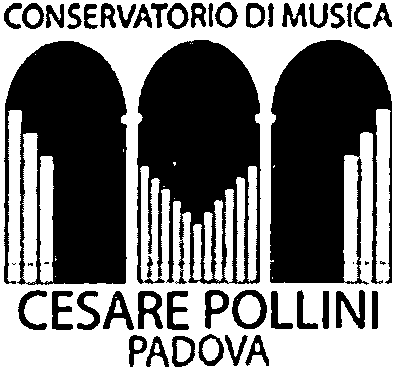 CONSERVATORIO DI MUSICA
CESARE POLLINI
PADOVA